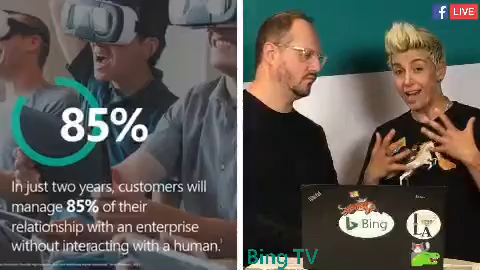 LIVE
85%
In just two years, customers will
manage 85% of their
relationship with an enterprise
without interacting with a human.
Bing
LA
Bing TV